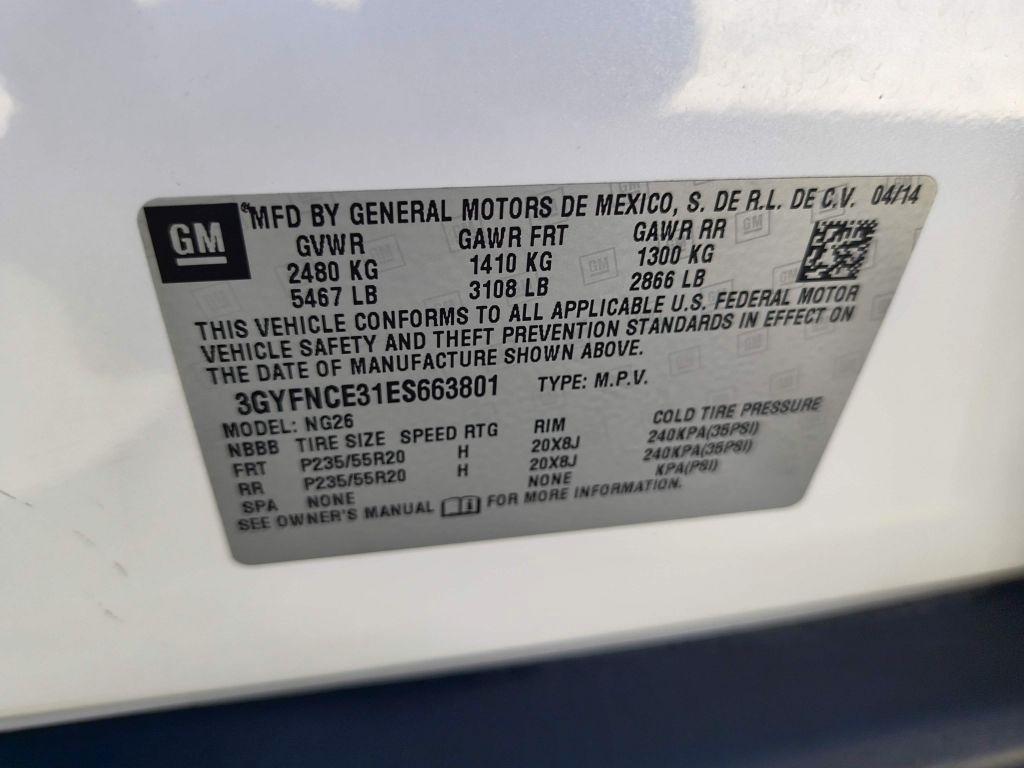 GM
MFD BY GENERAL MOTORS DE MEXICO, S. DE R.L. DE C.V. 04/14
GVWR GAWR FRT GAWR RR
2480 KG 1410 KG 1300 KG
5467 LB 3108 LB 2866 LB
THIS VEHICLE CONFORMS TO ALL APPLICABLE U.S. FEDERAL MOTOR
VEHICLE SAFETY AND THEFT PREVENTION STANDARDS IN EFFECT ON
THE DATE OF MANUFACTURE SHOWN ABOVE.
3GYFNCE31ES663801 TYPE: M.P.V.
MODEL: NG26
NBBB TIRE SIZE SPEED RTG RIM COLD TIRE PRESSURE
FRT P235/55R20 H 20X8J 240KPA(35PSI)
RR P235/55R20 H 20X8J 240KPA(35PSI)
SPA NONE NONE KPA(PSI)
SEE OWNER'S MANUAL FOR MORE INFORMATION.